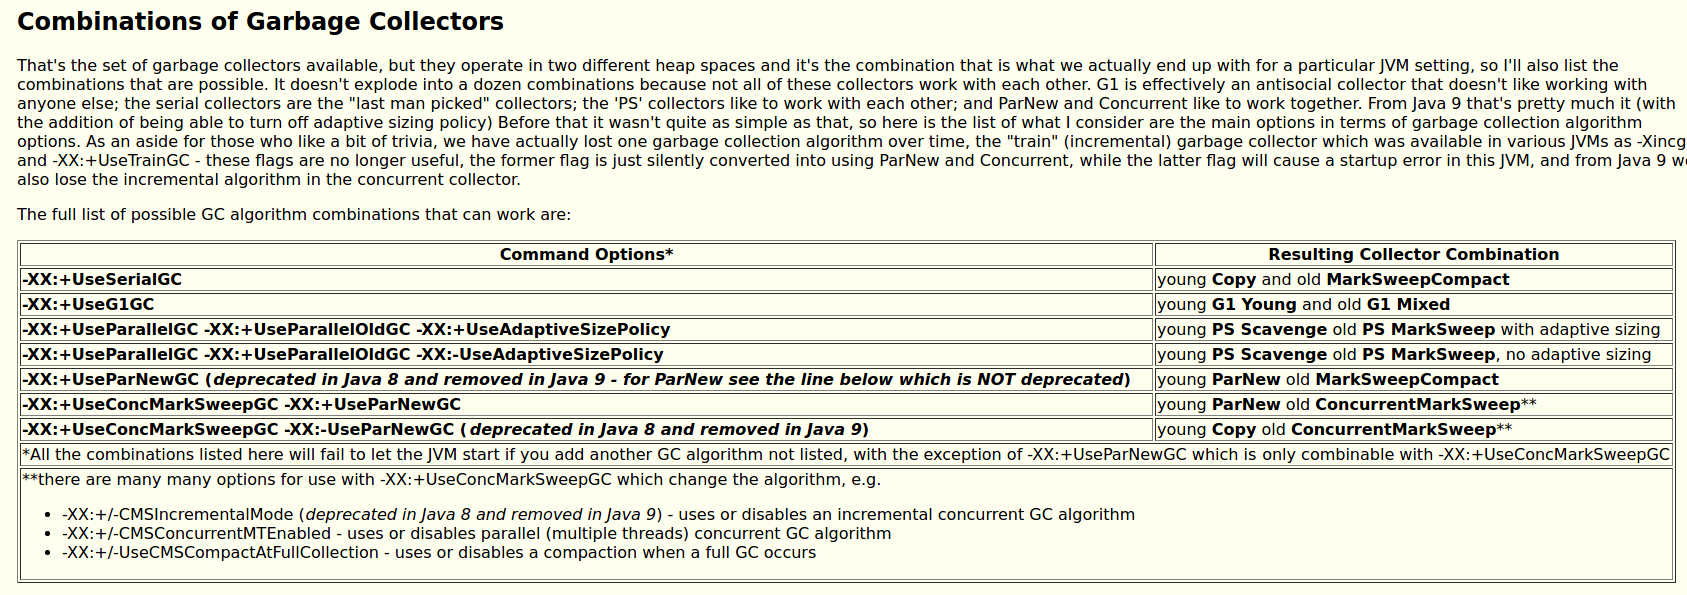 Combinations of Garbage Collectors
That's the set of garbage collectors available, but they operate in two different heap spaces and it's the combination that is what we actually end up with for a particular JVM setting, so I'll also list the
combinations that are possible. It doesn't explode into a dozen combinations because not all of these collectors work with each other. G1 is effectively an antisocial collector that doesn't like working with
anyone else; the serial collectors are the "last man picked" collectors; the 'PS' collectors like to work with each other; and ParNew and Concurrent like to work together. From Java 9 that's pretty much it (with
the addition of being able to turn off adaptive sizing policy) Before that it wasn't quite as simple as that, so here is the list of what I consider are the main options in terms of garbage collection algorithm
options. As an aside for those who like a bit of trivia, we have actually lost one garbage collection algorithm over time, the "train" (incremental) garbage collector which was available in various JVMs as -Xincg
and -XX:+UseTrainGC - these flags are no longer useful, the former flag is just silently converted into using ParNew and Concurrent, while the latter flag will cause a startup error in this JVM, and from Java 9 w
also lose the incremental algorithm in the concurrent collector.
The full list of possible GC algorithm combinations that can work are:
Command Options* Resulting Collector Combination
-XX:+UseSerialGC young Copy and old MarkSweepCompact
-XX:+UseG1GC young G1 Young and old G1 Mixed
-XX:+UseParallelGC -XX:+UseParallelOldGC -XX:+UseAdaptiveSizePolicy young PS Scavenge old PS MarkSweep with adaptive sizing
-XX:+UseParallelGC -XX:+UseParallelOldGC -XX:-UseAdaptiveSizePolicy young PS Scavenge old PS MarkSweep, no adaptive sizing
-XX:+UseParNewGC (deprecated in Java 8 and removed in Java 9 - for ParNew see the line below which is NOT deprecated) young ParNew old MarkSweepCompact
-XX:+UseConcMarkSweepGC -XX:+UseParNewGC young ParNew old ConcurrentMarkSweep**
-XX:+UseConcMarkSweepGC -XX:-UseParNewGC (deprecated in Java 8 and removed in Java 9) young Copy old ConcurrentMarkSweep**
*All the combinations listed here will fail to let the JVM start if you add another GC algorithm not listed, with the exception of -XX:+UseParNewGC which is only combinable with -XX:+UseConcMarkSweepGC
**there are many many options for use with -XX:+UseConcMarkSweepGC which change the algorithm, e.g.
• -XX:+/-CMSIncrementalMode (deprecated in Java 8 and removed in Java 9) - uses or disables an incremental concurrent GC algorithm
• -XX:+/-CMSConcurrentMTEnabled - uses or disables parallel (multiple threads) concurrent GC algorithm
• -XX:+/-UseCMSCompactAtFullCollection - uses or disables a compaction when a full GC occurs